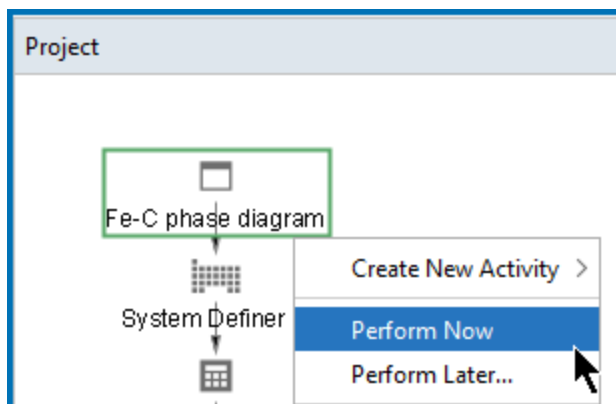 Project
Fe-C phase diagram
Create New Activity >
System Definer
Perform Now
Perform Later...